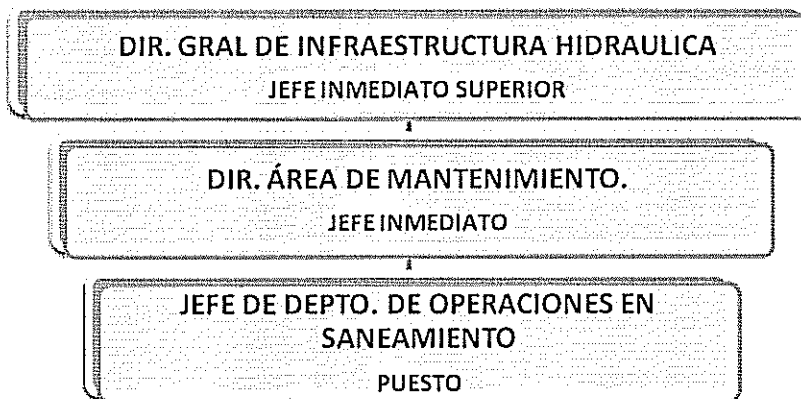 DIR. GRAL DE INFRAESTRUCTURA HIDRAULICA
JEFE INMEDIATO SUPERIOR
DIR. ÁREA DE MANTENIMIENTO.
JEFE INMEDIATO
JEFE DE DEPTO. DE OPERACIONES EN
SANEAMIENTO
PUESTO